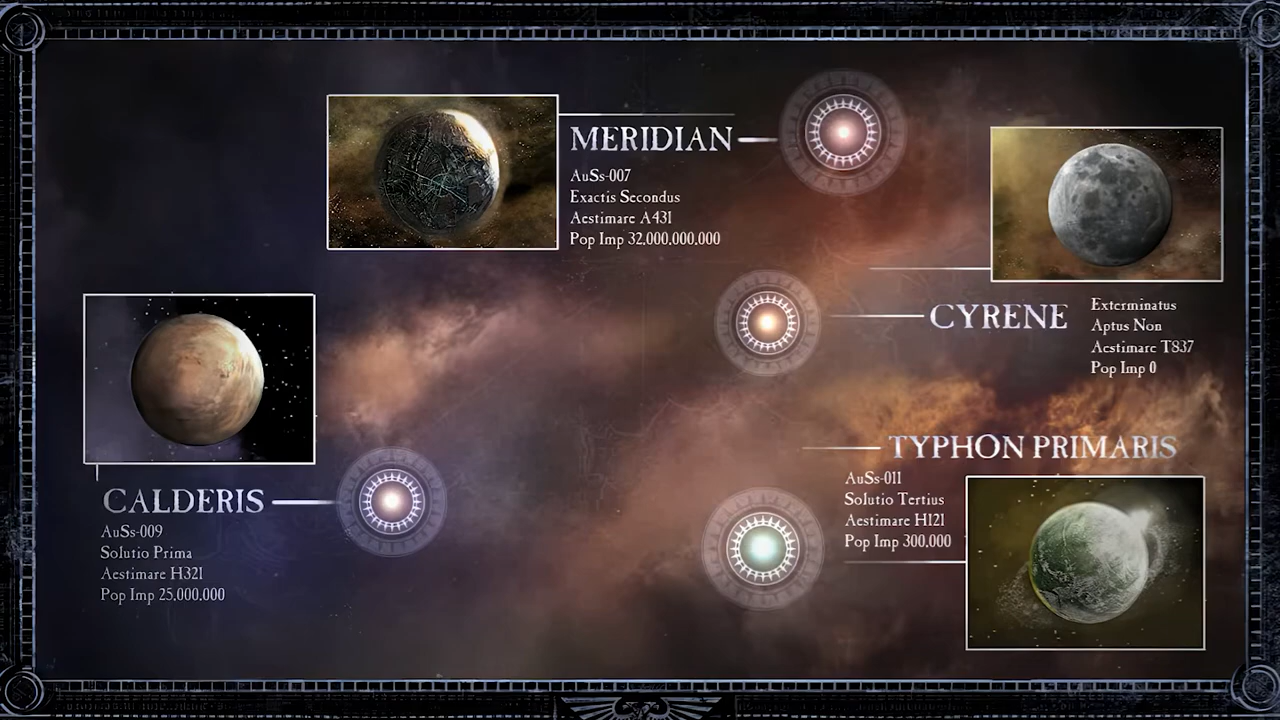 MERIDIAN
AuSs-007
Exactis Secondus
Aestimare A431
Pop Imp 32,000,000,000
CYRENE
Exterminatus
Aptus Non
Aestimare T837
Pop Imp 0
CALDERIS
AuSs-009
Solutio Prima
Aestimare H321
Pop Imp 25,000,000
TYPHON PRIMARIS
AuSs-011
Solutio Tertius
Aestimare H121
Pop Imp 300,000